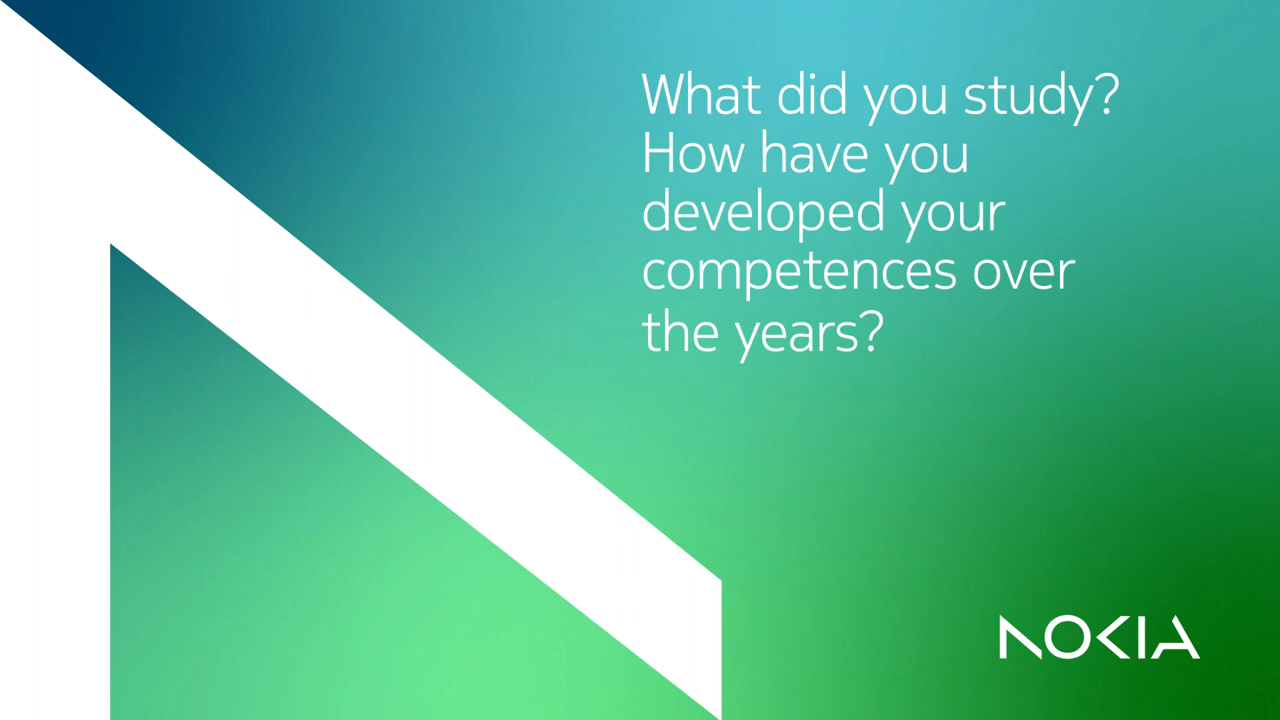 What did you study?
How have you
developed your
competences over
the years?
NOKIA